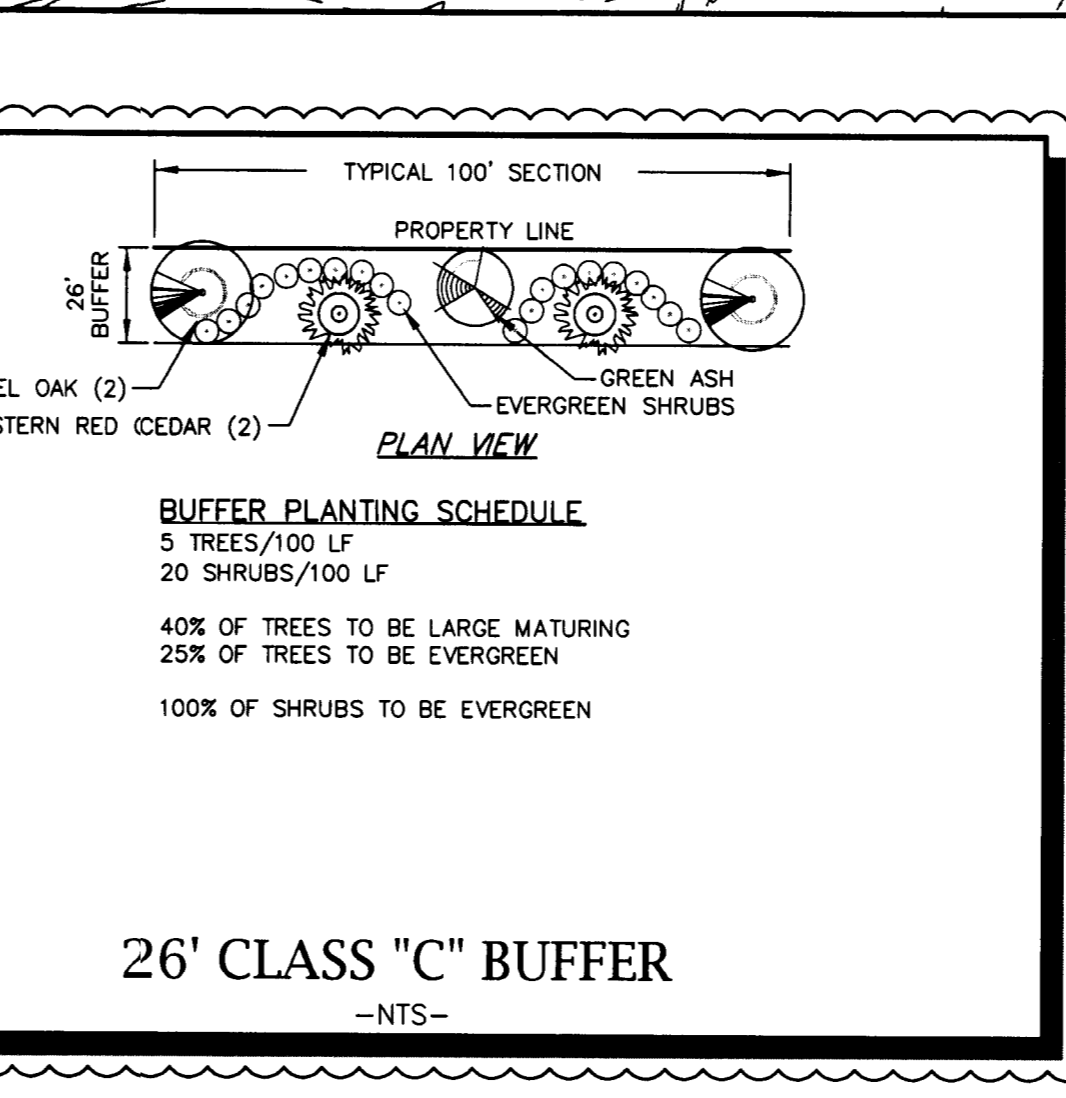 TYPICAL 100' SECTION
PROPERTY LINE
26'
BUFFER
EL OAK (2)
STERN RED CEDAR (2)
GREEN ASH
EVERGREEN SHRUBS
PLAN VIEW
BUFFER PLANTING SCHEDULE
5 TREES/100 LF
20 SHRUBS/100 LF
40% OF TREES TO BE LARGE MATURING
25% OF TREES TO BE EVERGREEN
100% OF SHRUBS TO BE EVERGREEN
26' CLASS "C" BUFFER
-NTS-